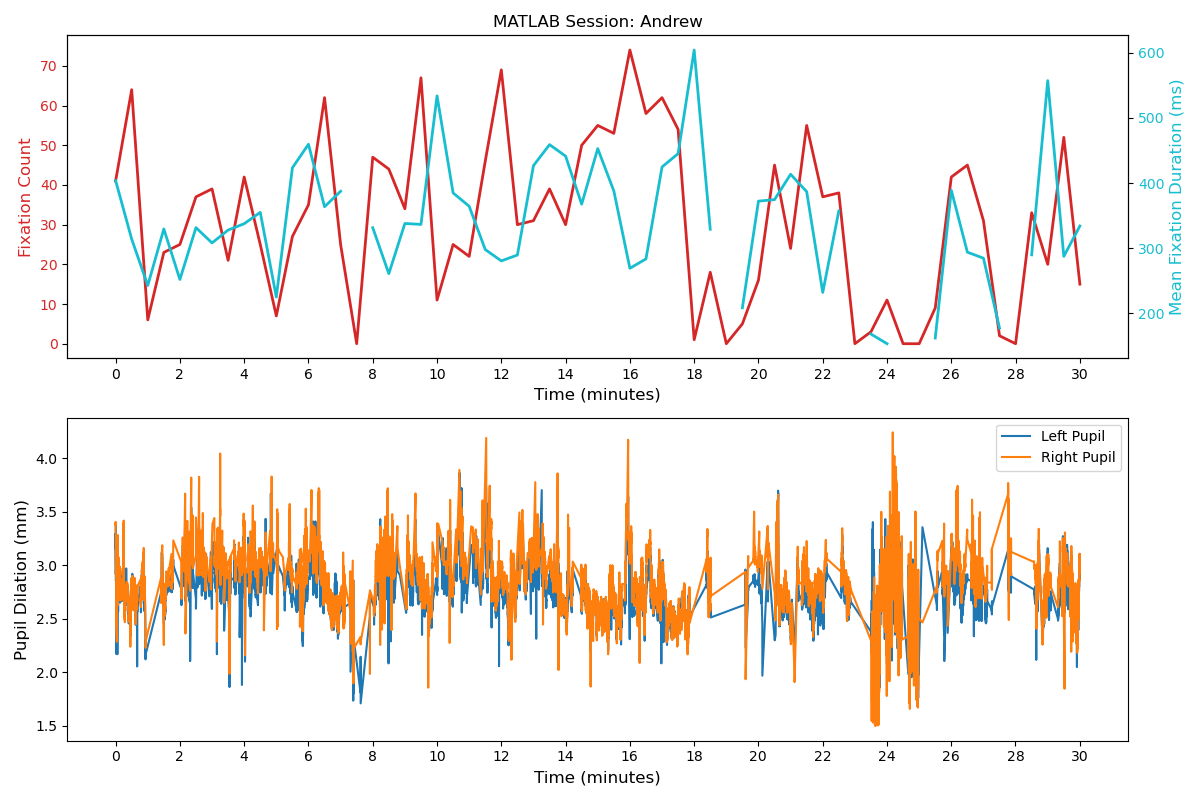 MATLAB Session: Andrew
Fixation Count
70
60
50
40
30
20
10
0
Mean Fixation Duration (ms)
600
500
400
300
200
0 2 4 6 8 10 12 14 16 18 20 22 24 26 28 30
Time (minutes)
Pupil Dilation (mm)
4.0
3.5
3.0
2.5
2.0
1.5
Left Pupil
Right Pupil
0 2 4 6 8 10 12 14 16 18 20 22 24 26 28 30
Time (minutes)